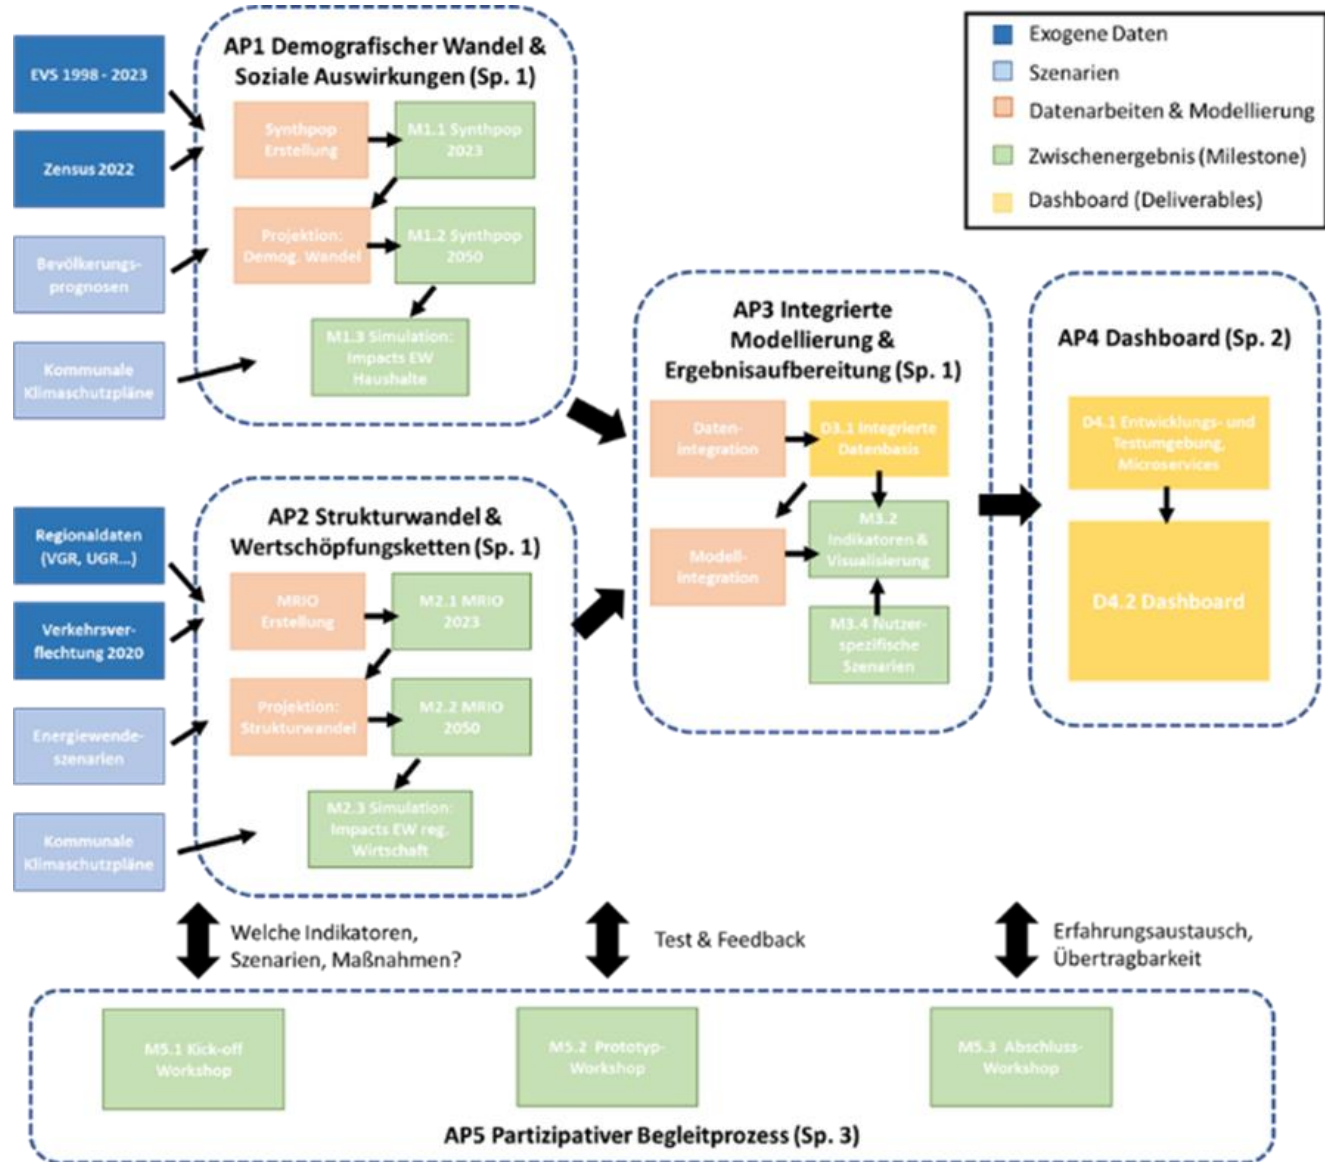 EVS 1998 - 2023
Zensus 2022
Bevölkerungs-
prognosen
Kommunale
Klimaschutzpläne
AP1 Demografischer Wandel &
Soziale Auswirkungen (Sp. 1)
Synthpop
Erstellung
M1.1 Synthpop
2023
Projektion:
Demog. Wandel
M1.2 Synthpop
2050
M1.3 Simulation:
Impacts EW
Haushalte
Exogene Daten
Szenarien
Datenarbeiten & Modellierung
Zwischenergebnis (Milestone)
Dashboard (Deliverables)
Regionaldaten
(VGR, UGR...)
Verkehrsver-
flechtung 2020
Energiewende-
szenarien
Kommunale
Klimaschutzpläne
AP2 Strukturwandel &
Wertschöpfungsketten (Sp. 1)
MRIO
Erstellung
M2.1 MRIO
2023
Projektion:
Strukturwandel
M2.2 MRIO
2050
M2.3 Simulation:
Impacts EW reg.
Wirtschaft
AP3 Integrierte
Modellierung &
Ergebnisaufbereitung (Sp. 1)
Daten-
integration
D3.1 Integrierte
Datenbasis
Modell-
integration
M3.2
Indikatoren &
Visualisierung
M3.4 Nutzer-
spezifische
Szenarien
AP4 Dashboard (Sp. 2)
D4.1 Entwicklungs- und
Testumgebung,
Microservices
D4.2 Dashboard
Welche Indikatoren,
Szenarien, Maßnahmen?
Test & Feedback
Erfahrungsaustausch,
Übertragbarkeit
M5.1 Kick-off
Workshop
M5.2 Prototyp-
Workshop
M5.3 Abschluss-
Workshop
AP5 Partizipativer Begleitprozess (Sp. 3)